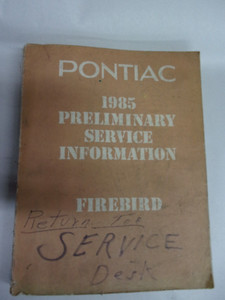 PONTIAC
1985
PRELIMINARY
SERVICE
INFORMATION
FIREBIRD
Return To
SERVICE
Desk